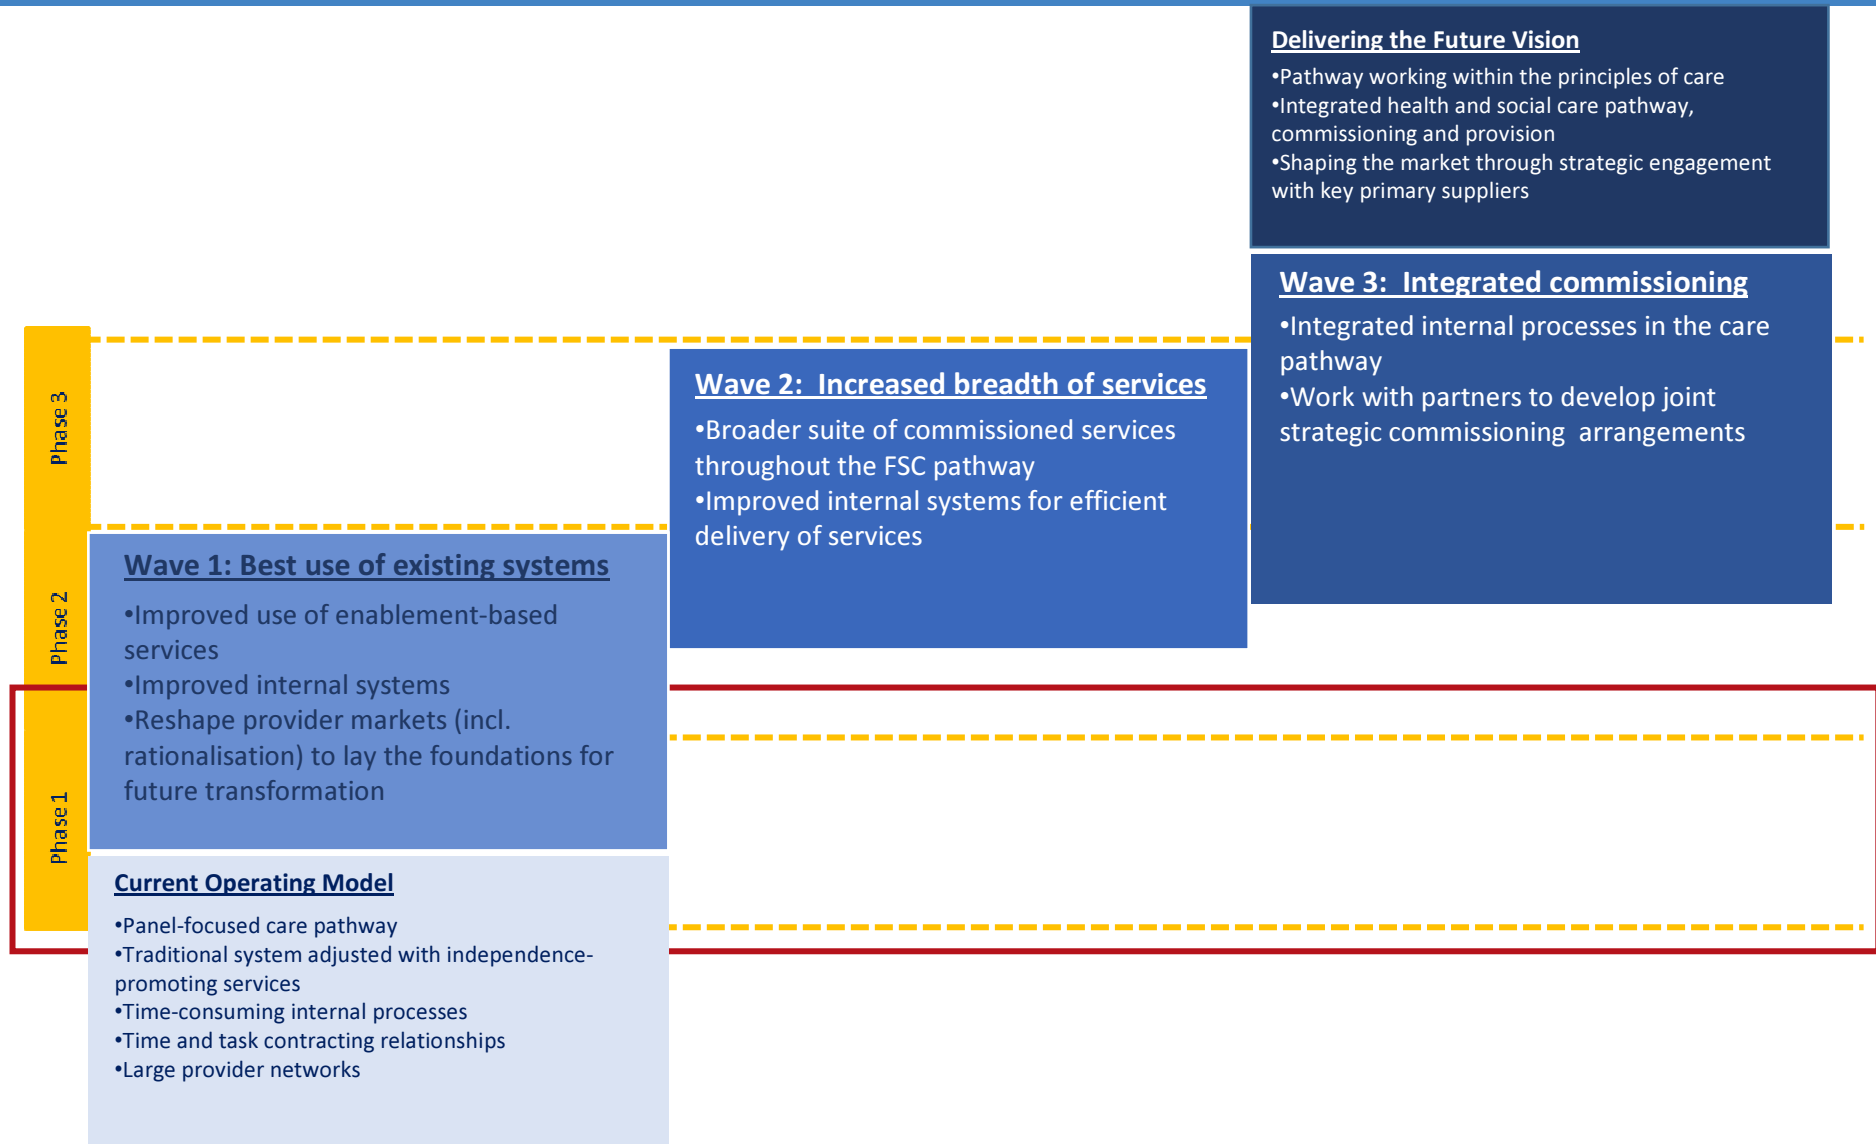 Delivering the Future Vision
•Pathway working within the principles of care
•Integrated health and social care pathway,
commissioning and provision
•Shaping the market through strategic engagement
with key primary suppliers
Wave 3:  Integrated commissioning
•Integrated internal processes in the care
pathway
•Work with partners to develop joint
strategic commissioning  arrangements
Phase 3
Wave 2:  Increased breadth of services
•Broader suite of commissioned services
throughout the FSC pathway
•Improved internal systems for efficient
delivery of services
Phase 2
Wave 1: Best use of existing systems
•Improved use of enablement-based
services
•Improved internal systems
•Reshape provider markets (incl.
rationalisation) to lay the foundations for
future transformation
Phase 1
Current Operating Model
•Panel-focused care pathway
•Traditional system adjusted with independence-
promoting services
•Time-consuming internal processes
•Time and task contracting relationships
•Large provider networks